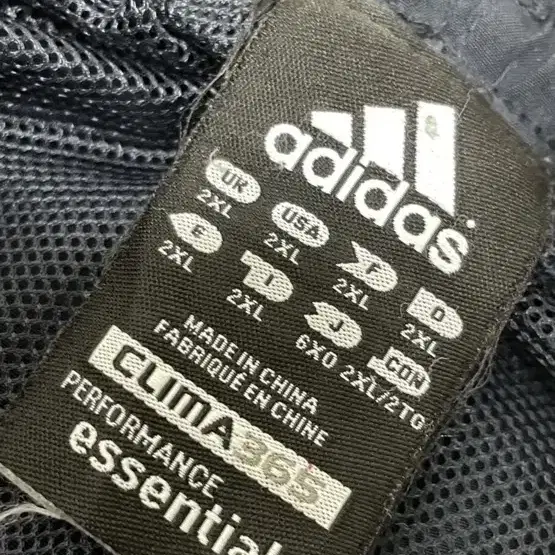 adidas
UK USA F D
2XL 2XL 2XL 2XL
E I J CDN
2XL 2XL 6XO 2XL/2TG
MADE IN CHINA
FABRIQUÉ EN CHINE
CLIMA365
PERFORMANCE
essential